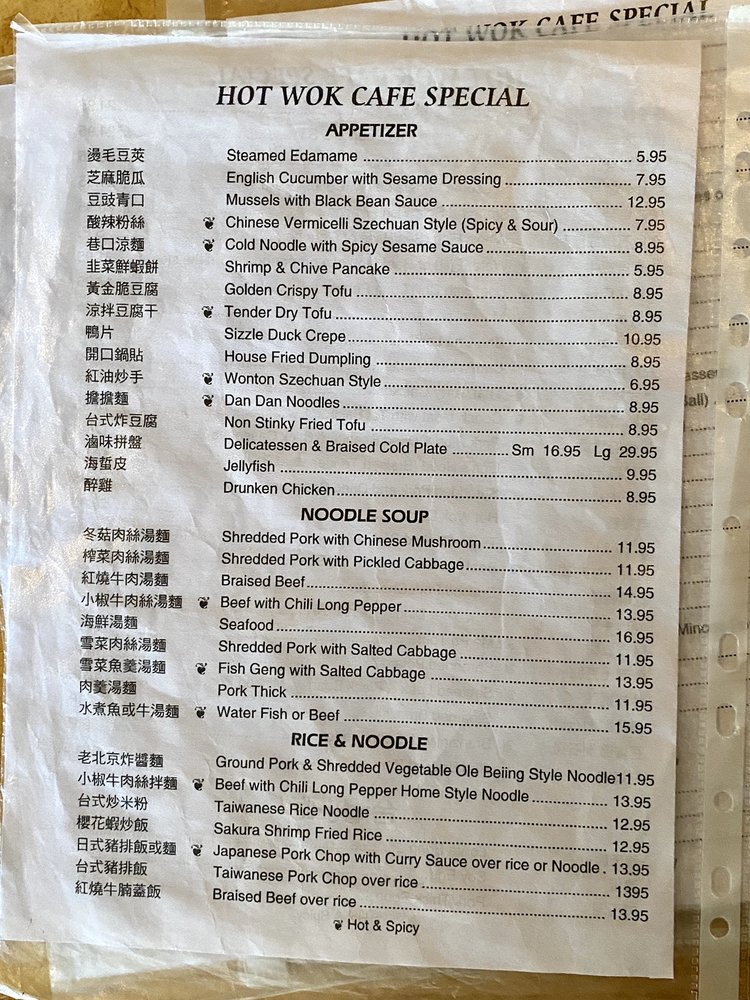 HOT WOK CAFE SPECIAL
HOT WOK CAFE SPECIAL
APPETIZER
燙毛豆莢 Steamed Edamame 5.95
芝麻脆瓜 English Cucumber with Sesame Dressing 7.95
豆豉青口 Mussels with Black Bean Sauce 12.95
酸辣粉絲 Chinese Vermicelli Szechuan Style (Spicy & Sour) 7.95
巷口涼麵 Cold Noodle with Spicy Sesame Sauce 8.95
韭菜鮮蝦餅 Shrimp & Chive Pancake 5.95
黃金脆豆腐 Golden Crispy Tofu 8.95
涼拌豆腐干 Tender Dry Tofu 8.95
鴨片 Sizzle Duck Crepe 10.95
開口鍋貼 House Fried Dumpling 8.95
紅油炒手 Wonton Szechuan Style 6.95
擔擔麵 Dan Dan Noodles 8.95
台式炸豆腐 Non Stinky Fried Tofu 8.95
滷味拼盤 Delicatessen & Braised Cold Plate Sm 16.95 Lg 29.95
海蜇皮 Jellyfish 9.95
醉雞 Drunken Chicken 8.95
NOODLE SOUP
冬菇肉絲湯麵 Shredded Pork with Chinese Mushroom 11.95
榨菜肉絲湯麵 Shredded Pork with Pickled Cabbage 11.95
紅燒牛肉湯麵 Braised Beef 14.95
小椒牛肉絲湯麵 Beef with Chili Long Pepper 13.95
海鮮湯麵 Seafood 16.95
雪菜肉絲湯麵 Shredded Pork with Salted Cabbage 11.95
雪菜魚羹湯麵 Fish Geng with Salted Cabbage 13.95
肉羹湯麵 Pork Thick 11.95
水煮魚或牛湯麵 Water Fish or Beef 15.95
RICE & NOODLE
老北京炸醬麵 Ground Pork & Shredded Vegetable Ole Beiing Style Noodle 11.95
小椒牛肉絲拌麵 Beef with Chili Long Pepper Home Style Noodle 13.95
台式炒米粉 Taiwanese Rice Noodle 12.95
櫻花蝦炒飯 Sakura Shrimp Fried Rice 12.95
日式豬排飯或麵 Japanese Pork Chop with Curry Sauce over rice or Noodle . 13.95
台式豬排飯 Taiwanese Pork Chop over rice 1395
紅燒牛腩蓋飯 Braised Beef over rice 13.95
Hot & Spicy